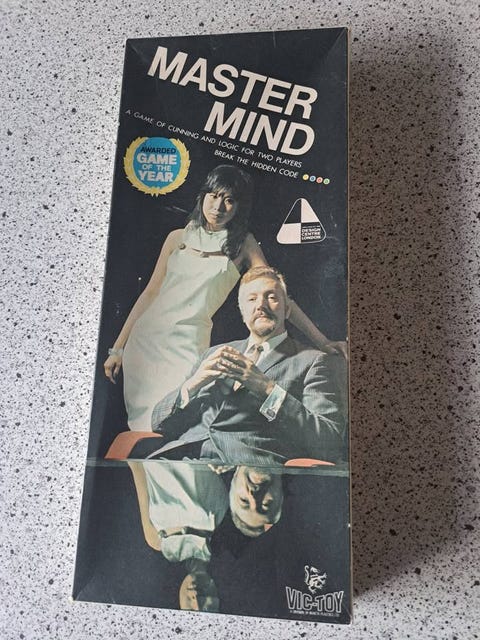 MASTER
MIND
A GAME OF CUNNING AND LOGIC FOR TWO PLAYERS
BREAK THE HIDDEN CODE
AWARDED
GAME
OF THE
YEAR
DESIGN
CENTRE
LONDON
VIC-TOY